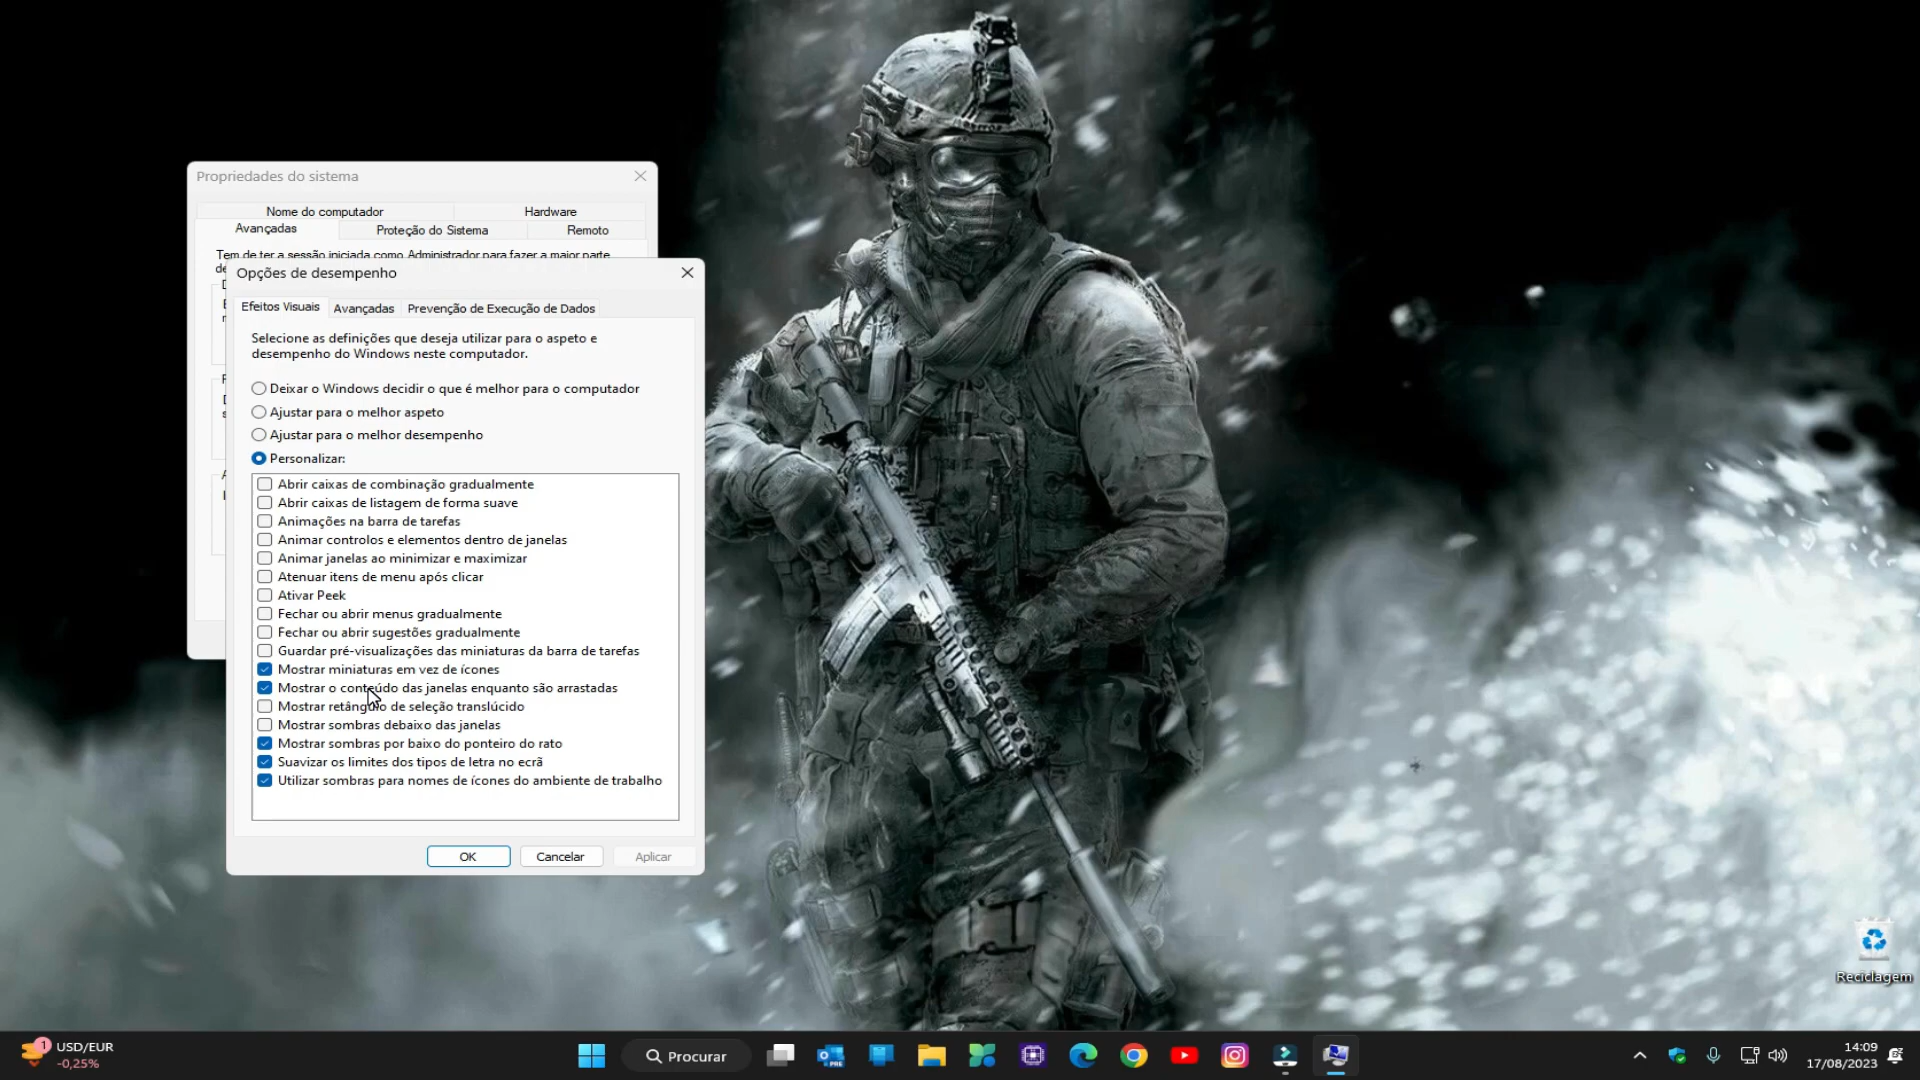 Propriedades do sistema
Nome do computador
Hardware
Avançadas
Proteção do Sistema
Remoto
Tem de ter a sessão iniciada como Administrador para fazer a maior parte
Opções de desempenho
Efeitos Visuais
Avançadas
Prevenção de Execução de Dados
Selecione as definições que deseja utilizar para o aspeto e
desempenho do Windows neste computador.
Deixar o Windows decidir o que é melhor para o computador
Ajustar para o melhor aspeto
Ajustar para o melhor desempenho
Personalizar:
Abrir caixas de combinação gradualmente
Abrir caixas de listagem de forma suave
Animações na barra de tarefas
Animar controlos e elementos dentro de janelas
Animar janelas ao minimizar e maximizar
Atenuar itens de menu após clicar
Ativar Peek
Fechar ou abrir menus gradualmente
Fechar ou abrir sugestões gradualmente
Guardar pré-visualizações das miniaturas da barra de tarefas
Mostrar miniaturas em vez de ícones
Mostrar o conteúdo das janelas enquanto são arrastadas
Mostrar retângulo de seleção translúcido
Mostrar sombras debaixo das janelas
Mostrar sombras por baixo do ponteiro do rato
Suavizar os limites dos tipos de letra no ecrã
Utilizar sombras para nomes de ícones do ambiente de trabalho
OK
Cancelar
Aplicar
Reciclagem
1
USD/EUR
-0,25%
Procurar
PRE
14:09
17/08/2023